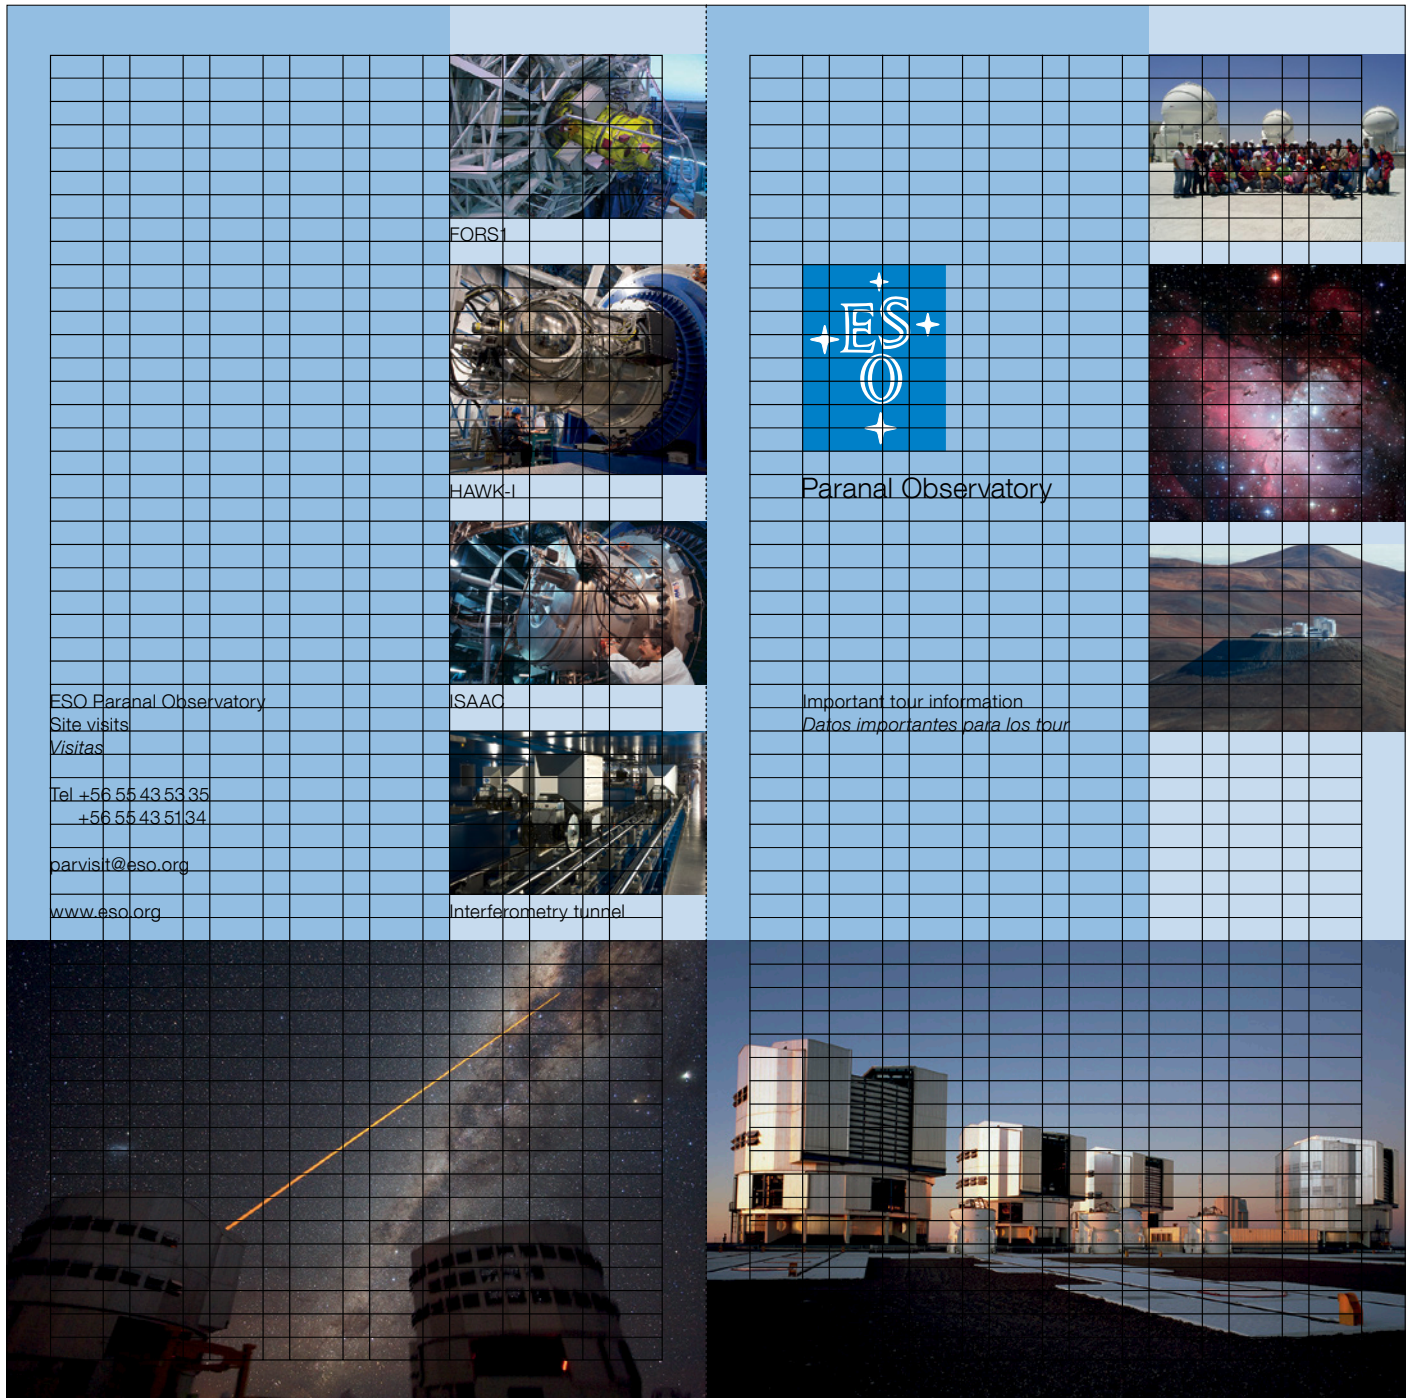 FORS1
HAWK-I
ISAAC
Interferometry tunnel
ESO Paranal Observatory
Site visits
Visitas
Tel +56 55 43 53 35
+56 55 43 51 34
parvisit@eso.org
www.eso.org
ESO
Paranal Observatory
Important tour information
Datos importantes para los tour